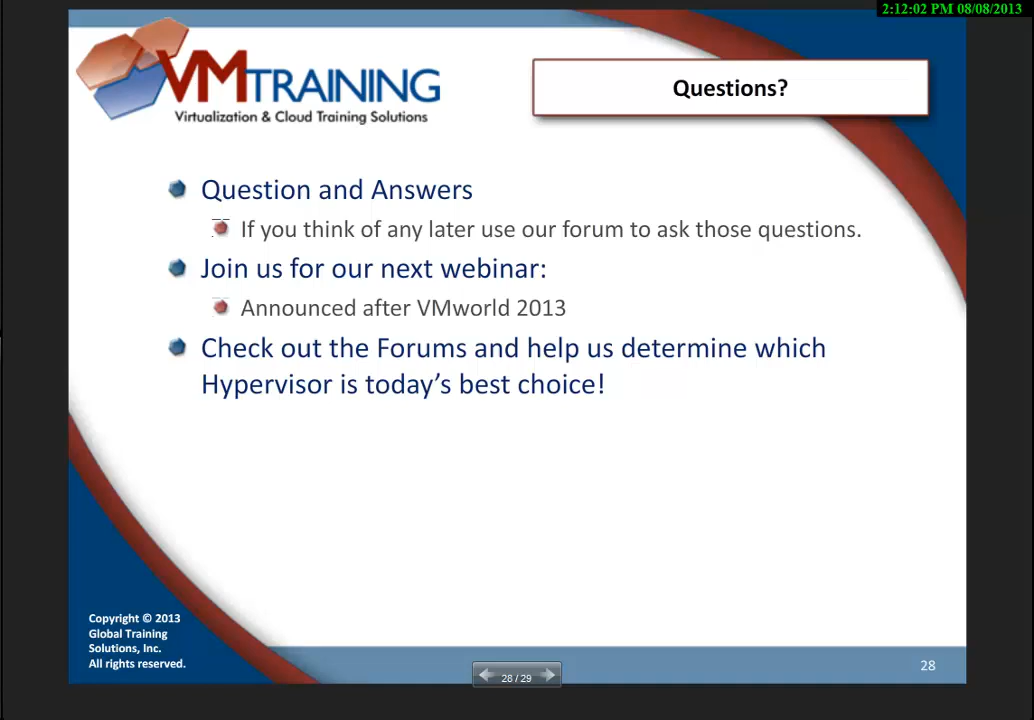 2:12:02 PM 08/08/2013
VMTRAINING
Virtualization & Cloud Training Solutions
Questions?
Question and Answers
If you think of any later use our forum to ask those questions.
Join us for our next webinar:
Announced after VMworld 2013
Check out the Forums and help us determine which
Hypervisor is today’s best choice!
Copyright © 2013
Global Training
Solutions, Inc.
All rights reserved.
28 / 29
28